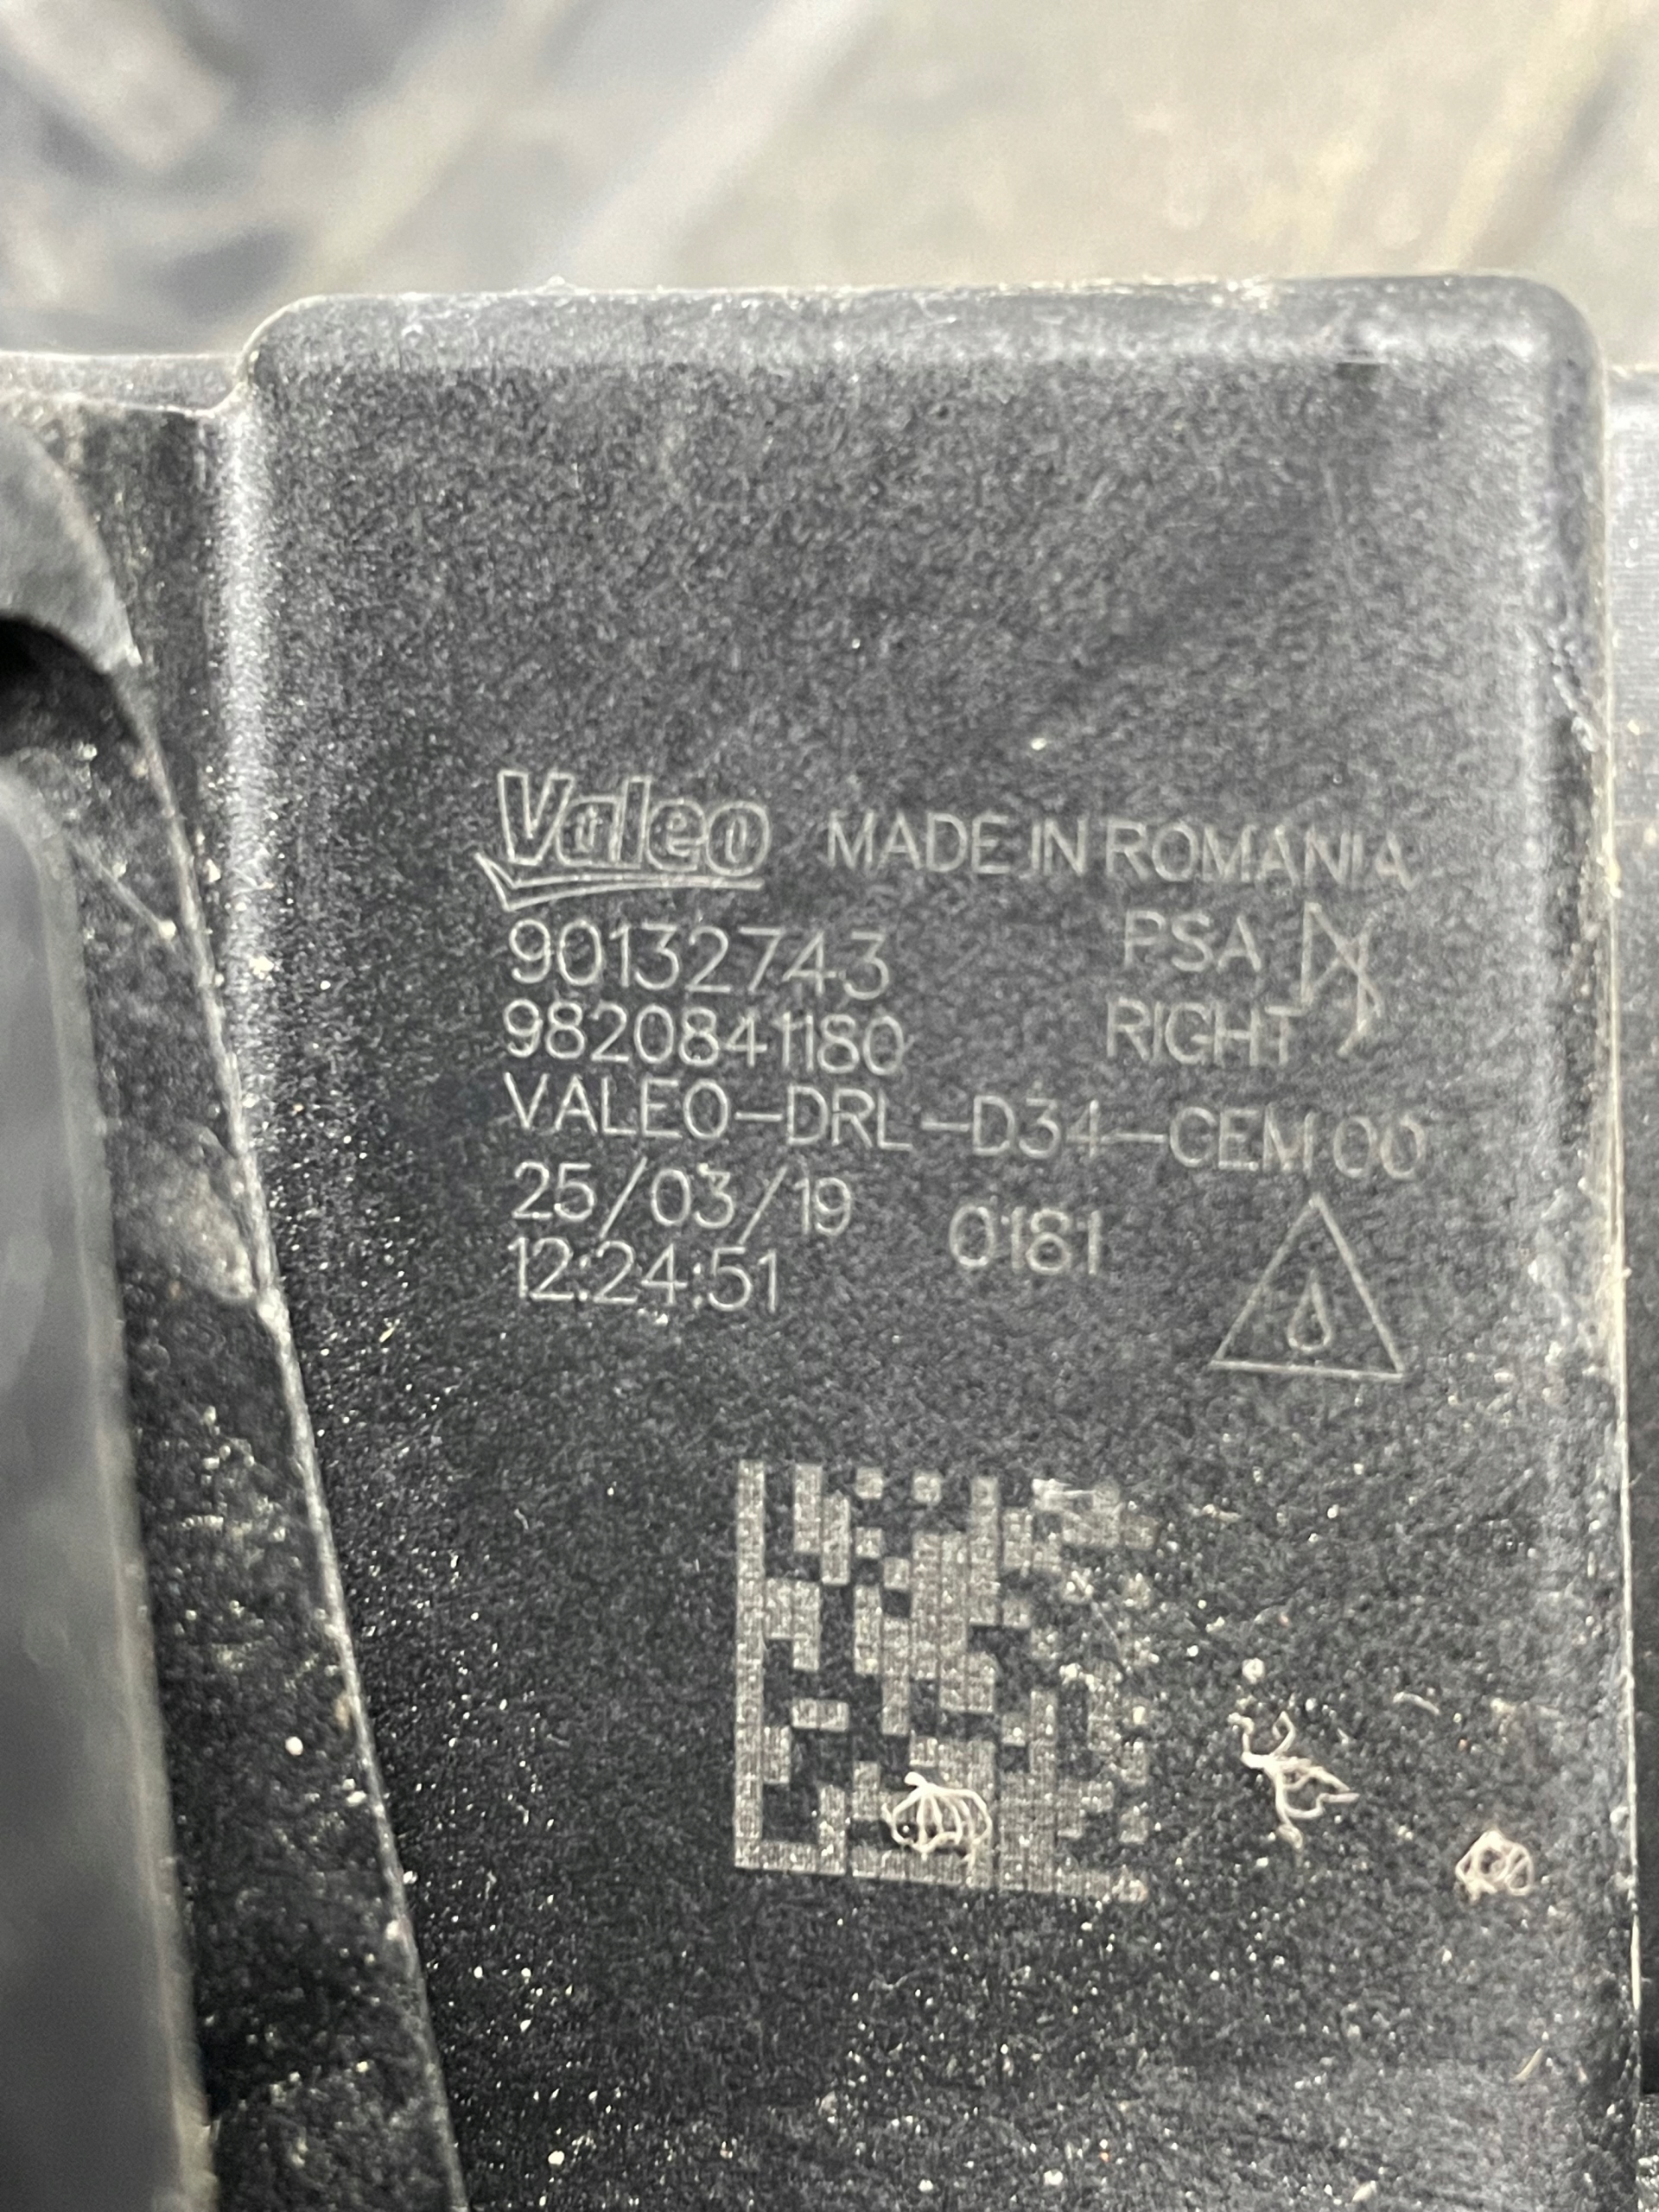 Valeo MADE IN ROMANIA
90132743 PSA
9820841180 RIGHT
VALEO-DRL-D34-CEM 00
25/03/19 0181
12:24:51